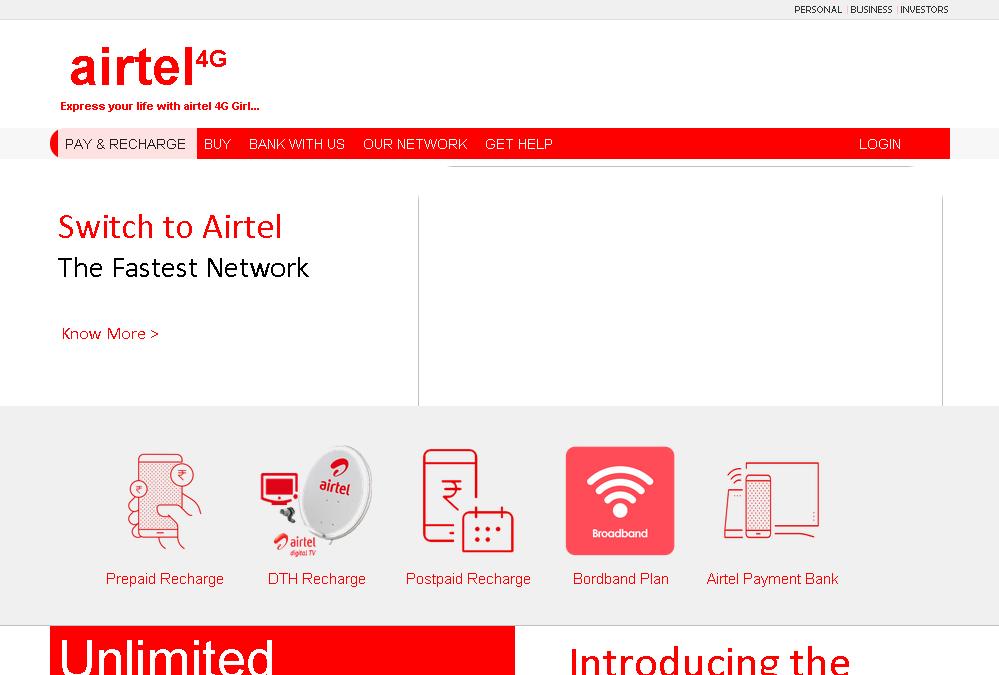 PERSONAL | BUSINESS | INVESTORS
airtel 4G
Express your life with airtel 4G Girl...
PAY & RECHARGE BUY BANK WITH US OUR NETWORK GET HELP LOGIN
Switch to Airtel
The Fastest Network
Know More >
₹ ₹
airtel
airtel
digital TV
₹
Broadband
Prepaid Recharge DTH Recharge Postpaid Recharge Bordband Plan Airtel Payment Bank
Unlimited
Introducing the